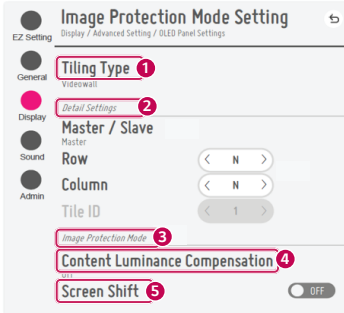 Image Protection Mode Setting
Display / Advanced Setting / OLED Panel Settings
EZ Setting
General
Display
Sound
Admin
Tiling Type 1
Videowall
Detail Settings 2
Master / Slave
Master
Row < N >
Column < N >
Tile ID < 1 >
Image Protection Mode 3
Content Luminance Compensation 4
Off
Screen Shift 5 OFF